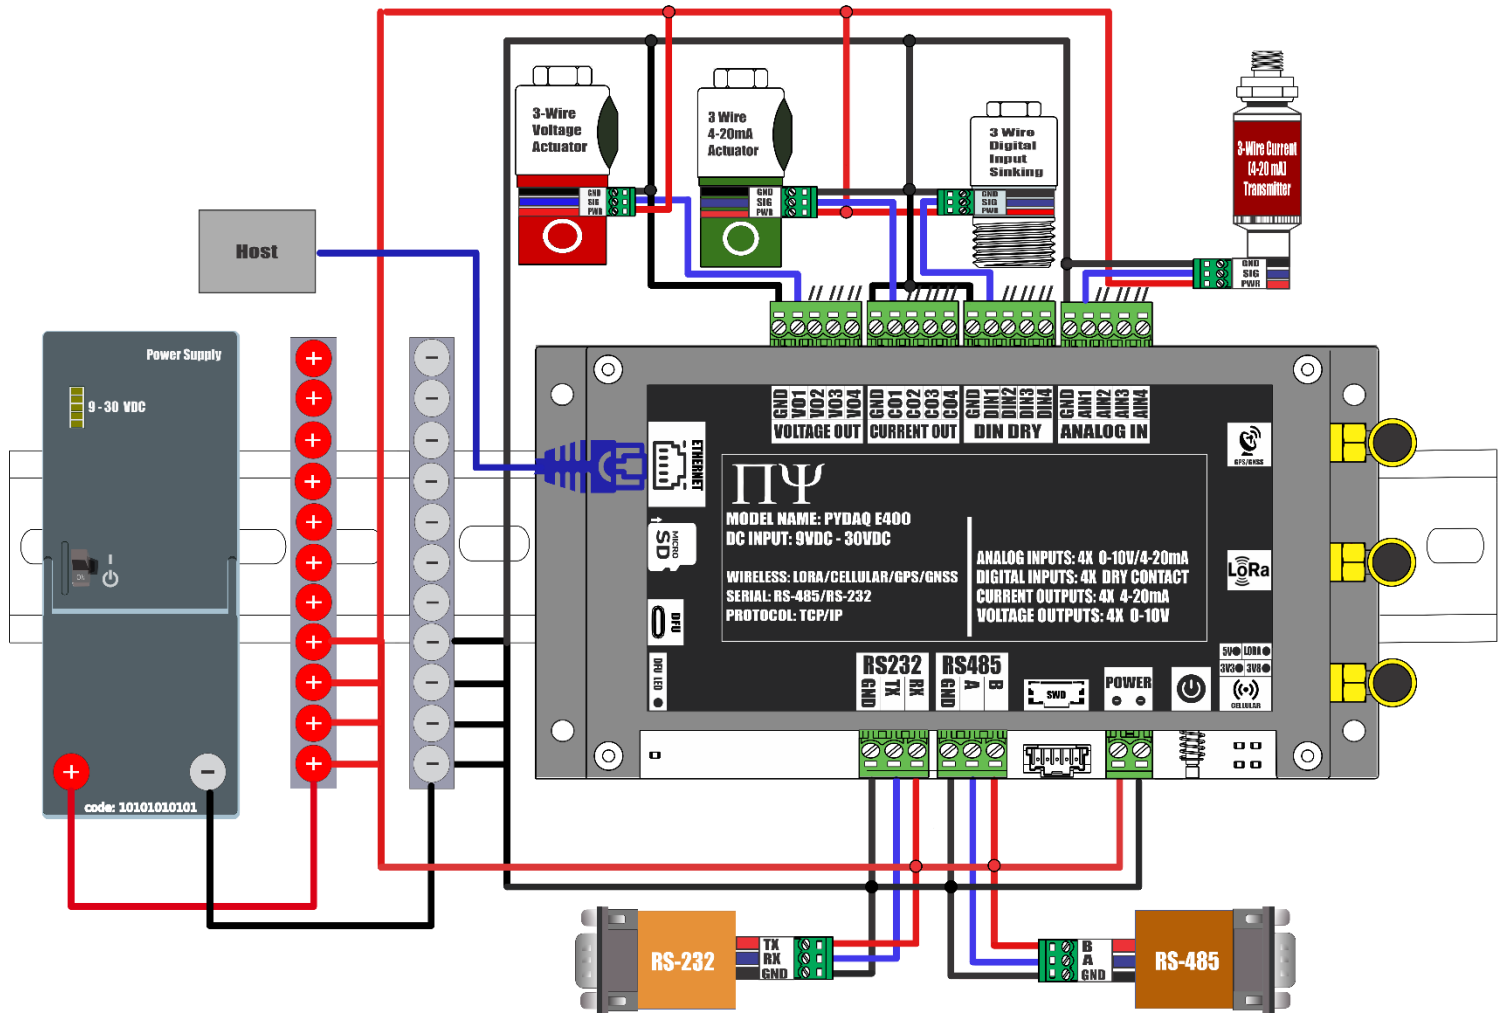 3-Wire
Voltage
Actuator
GND
SIG
PWR
3 Wire
4-20mA
Actuator
GND
SIG
PWR
3 Wire
Digital
Input
Sinking
GND
SIG
PWR
3-Wire Current
(4-20 mA)
Transmitter
GND
SIG
PWR
Host
Power Supply
9 - 30 VDC
code: 10101010101
GND VO1 VO2 VO3 VO4
VOLTAGE OUT
GND CO1 CO2 CO3 CO4
CURRENT OUT
GND DIN1 DIN2 DIN3 DIN4
DIN DRY
GND AIN1 AIN2 AIN3 AIN4
ANALOG IN
ETHERNET
MICRO
SD
DFU
DFU LED
ΠΨ
MODEL NAME: PYDAQ E400
DC INPUT: 9VDC - 30VDC
WIRELESS: LORA/CELLULAR/GPS/GNSS
SERIAL: RS-485/RS-232
PROTOCOL: TCP/IP
ANALOG INPUTS: 4X 0-10V/4-20mA
DIGITAL INPUTS: 4X DRY CONTACT
CURRENT OUTPUTS: 4X 4-20mA
VOLTAGE OUTPUTS: 4X 0-10V
GPS/GNSS
LoRa
5V LORA
3V3 3V8
CELLULAR
RS232
GND TX RX
RS485
GND A B
SWD
POWER
RS-232
TX
RX
GND
B
A
GND
RS-485